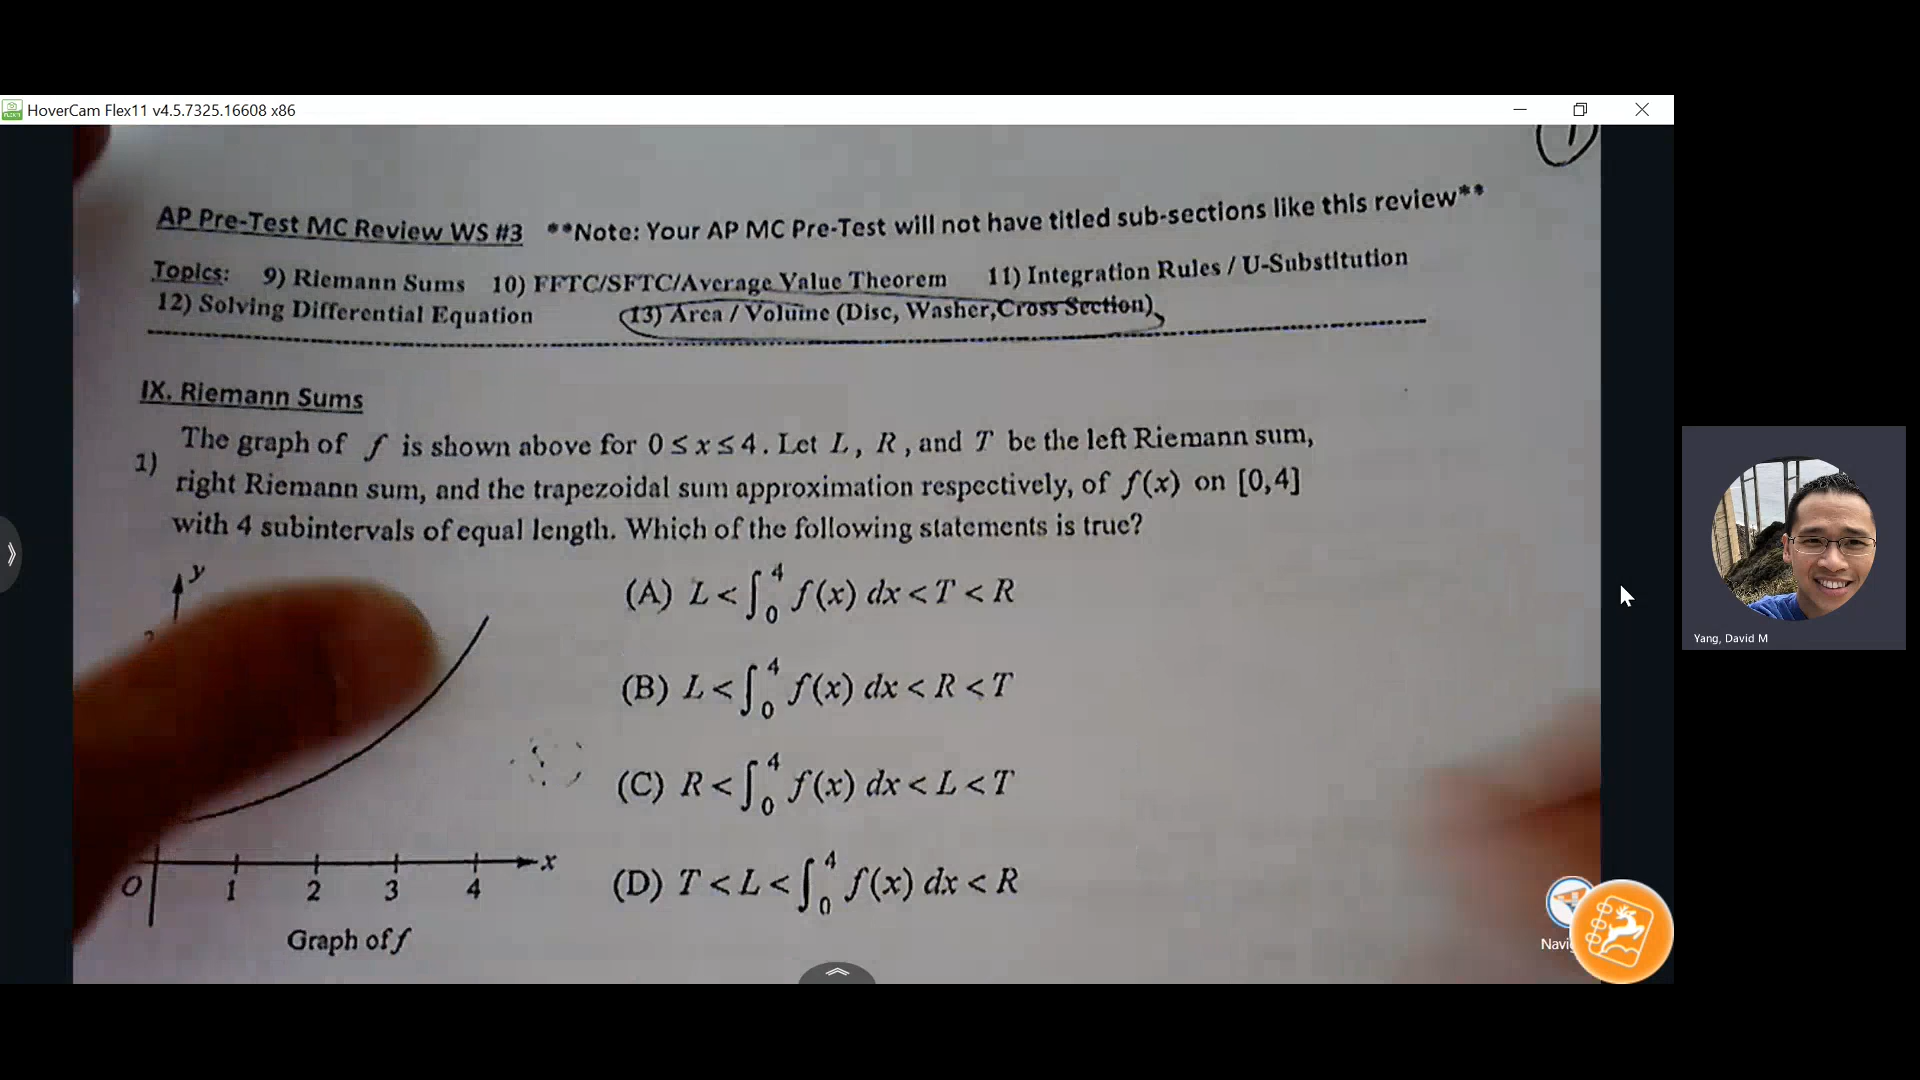 HoverCam Flex11 v4.5.7325.16608 x86
1
AP Pre-Test MC Review WS #3 **Note: Your AP MC Pre-Test will not have titled sub-sections like this review**
Topics: 9) Riemann Sums 10) FFTC/SFTC/Average Value Theorem 11) Integration Rules / U-Substitution
12) Solving Differential Equation 13) Area / Volume (Disc, Washer,Cross Section)
IX. Riemann Sums
1) The graph of f is shown above for 0 ≤ x ≤ 4. Let L, R, and T be the left Riemann sum,
right Riemann sum, and the trapezoidal sum approximation respectively, of f(x) on [0,4]
with 4 subintervals of equal length. Which of the following statements is true?
y
(A) L < ∫₀⁴ f(x) dx < T < R
(B) L < ∫₀⁴ f(x) dx < R < T
(C) R < ∫₀⁴ f(x) dx < L < T
(D) T < L < ∫₀⁴ f(x) dx < R
x
O 1 2 3 4
Graph of f
Yang, David M